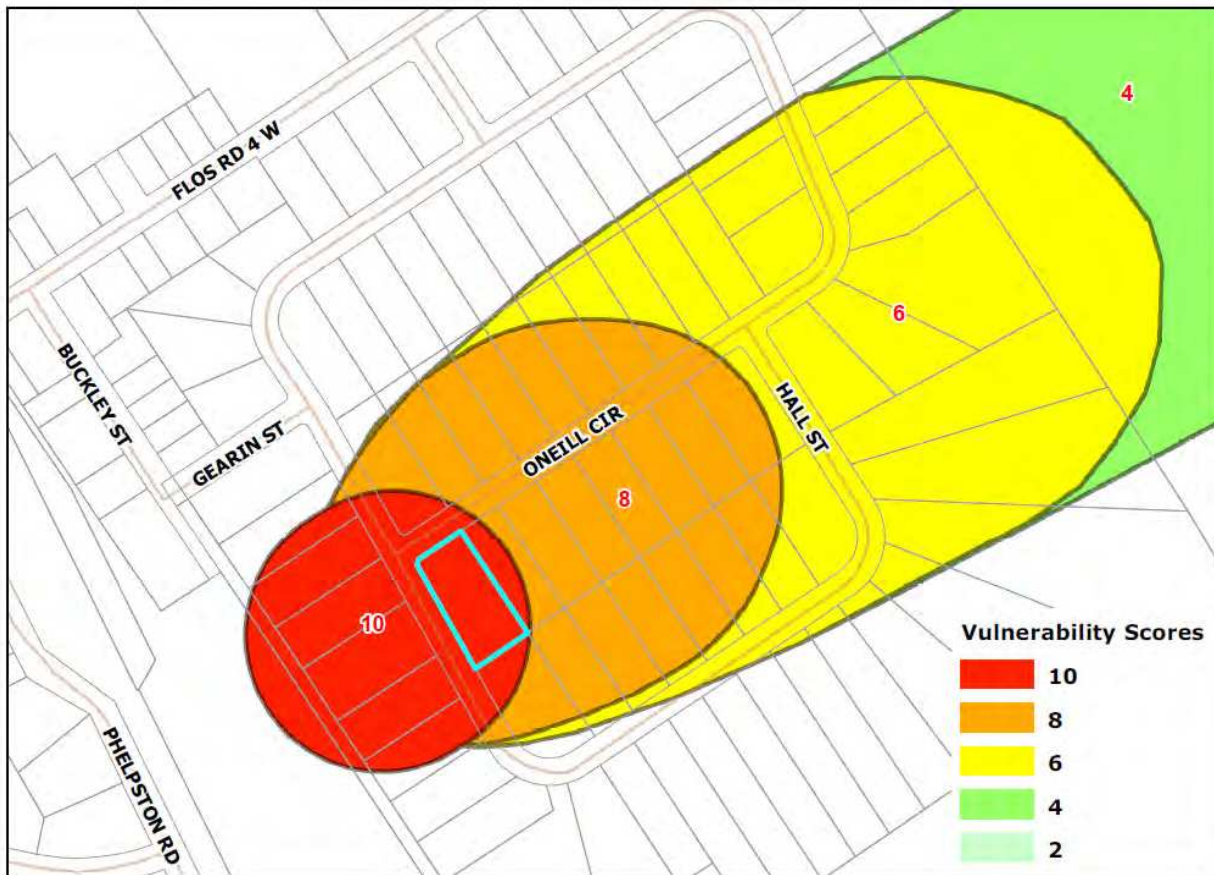 4
FLOS RD 4 W
6
BUCKLEY ST
HALL ST
GEARIN ST
ONEILL CIR
8
10
PHELPSTON RD
Vulnerability Scores
10
8
6
4
2